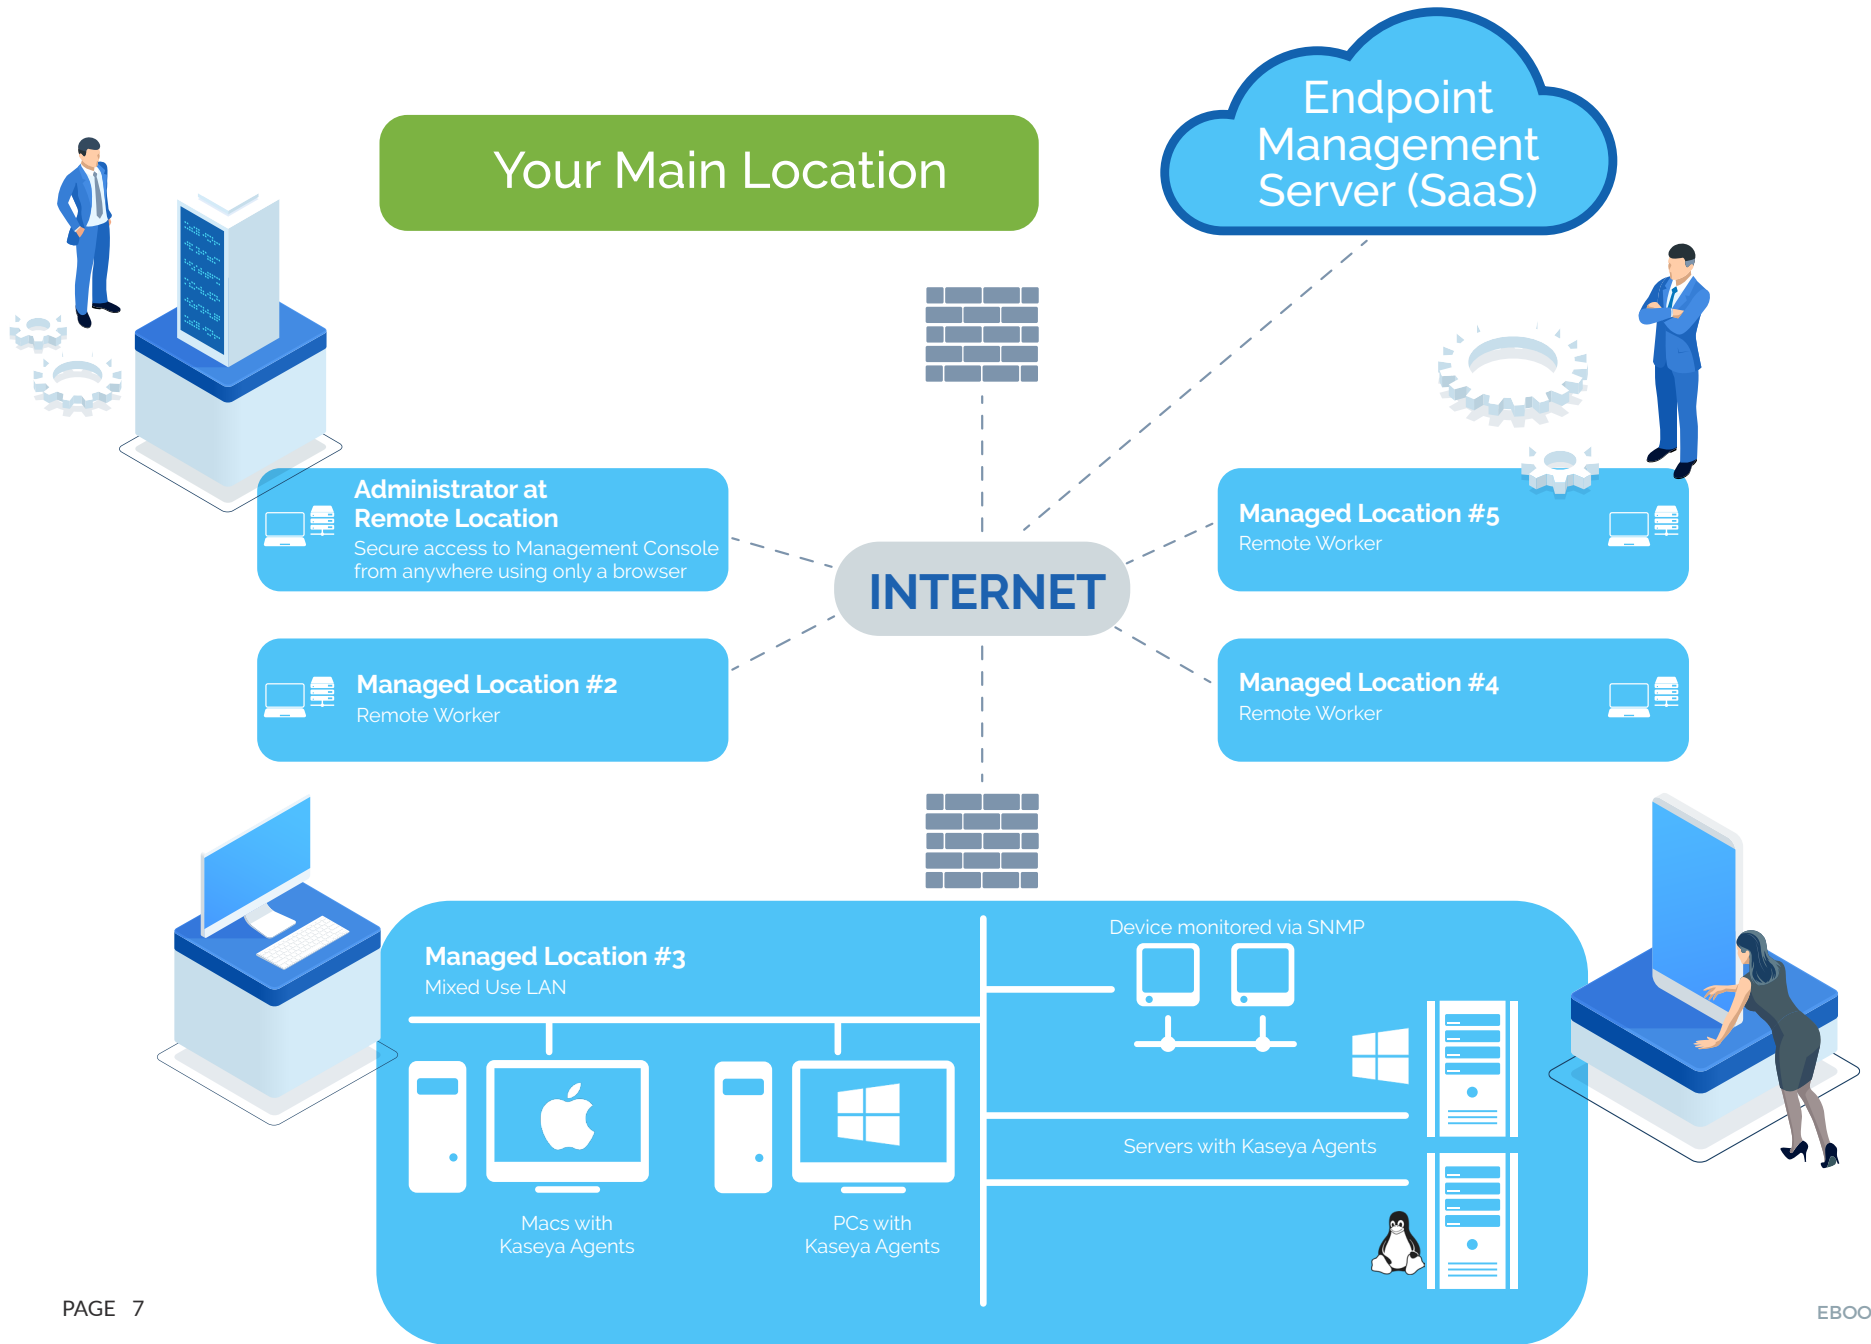 Your Main Location
Endpoint
Management
Server (SaaS)
Administrator at
Remote Location
Secure access to Management Console
from anywhere using only a browser
Managed Location #5
Remote Worker
INTERNET
Managed Location #2
Remote Worker
Managed Location #4
Remote Worker
Managed Location #3
Mixed Use LAN
Device monitored via SNMP
Servers with Kaseya Agents
Macs with
Kaseya Agents
PCs with
Kaseya Agents
PAGE 7
EBOO